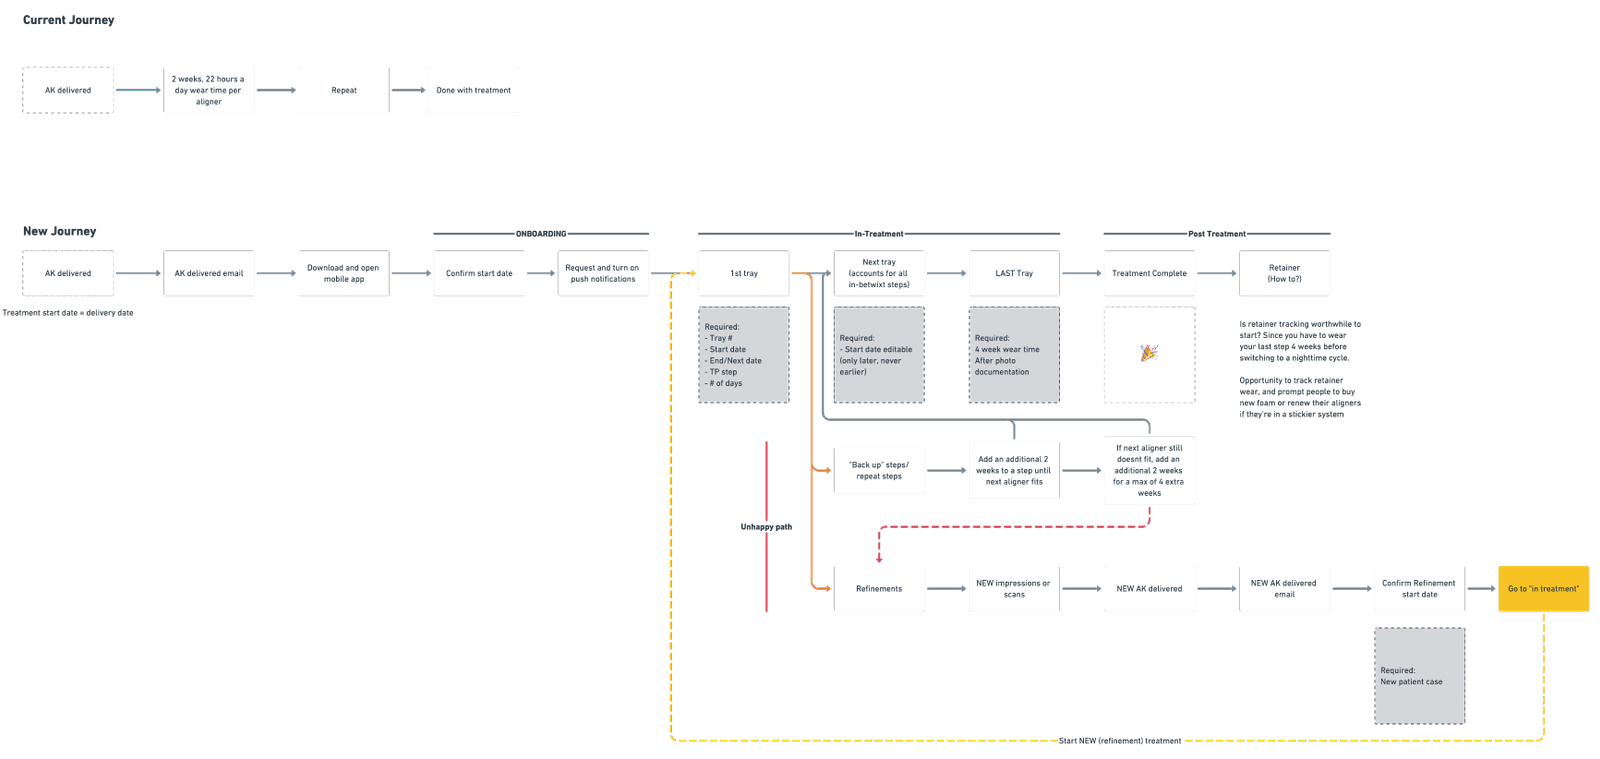 Current Journey
AK delivered
2 weeks, 22 hours a
day wear time per
aligner
Repeat
Done with treatment
New Journey
ONBOARDING
In-Treatment
Post Treatment
AK delivered
AK delivered email
Download and open
mobile app
Confirm start date
Request and turn on
push notifications
1st tray
Next tray
(accounts for all
in-betwixt steps)
LAST Tray
Treatment Complete
Retainer
(How to?)
Treatment start date = delivery date
Required:
- Tray #
- Start date
- End/Next date
- TP step
- # of days
Required:
- Start date editable
(only later, never
earlier)
Required:
4 week wear time
After photo
documentation
Is retainer tracking worthwhile to
start? Since you have to wear
your last step 4 weeks before
switching to a nighttime cycle.
Opportunity to track retainer
wear, and prompt people to buy
new foam or renew their aligners
if they're in a stickier system
"Back up" steps/
repeat steps
Add an additional 2
weeks to a step until
next aligner fits
If next aligner still
doesnt fit, add an
additional 2 weeks
for a max of 4 extra
weeks
Unhappy path
Refinements
NEW impressions or
scans
NEW AK delivered
NEW AK delivered
email
Confirm Refinement
start date
Go to "in treatment"
Required:
New patient case
Start NEW (refinement) treatment